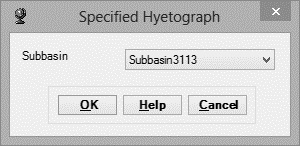 Specified Hyetograph
Subbasin
Subbasin3113
OK
Help
Cancel